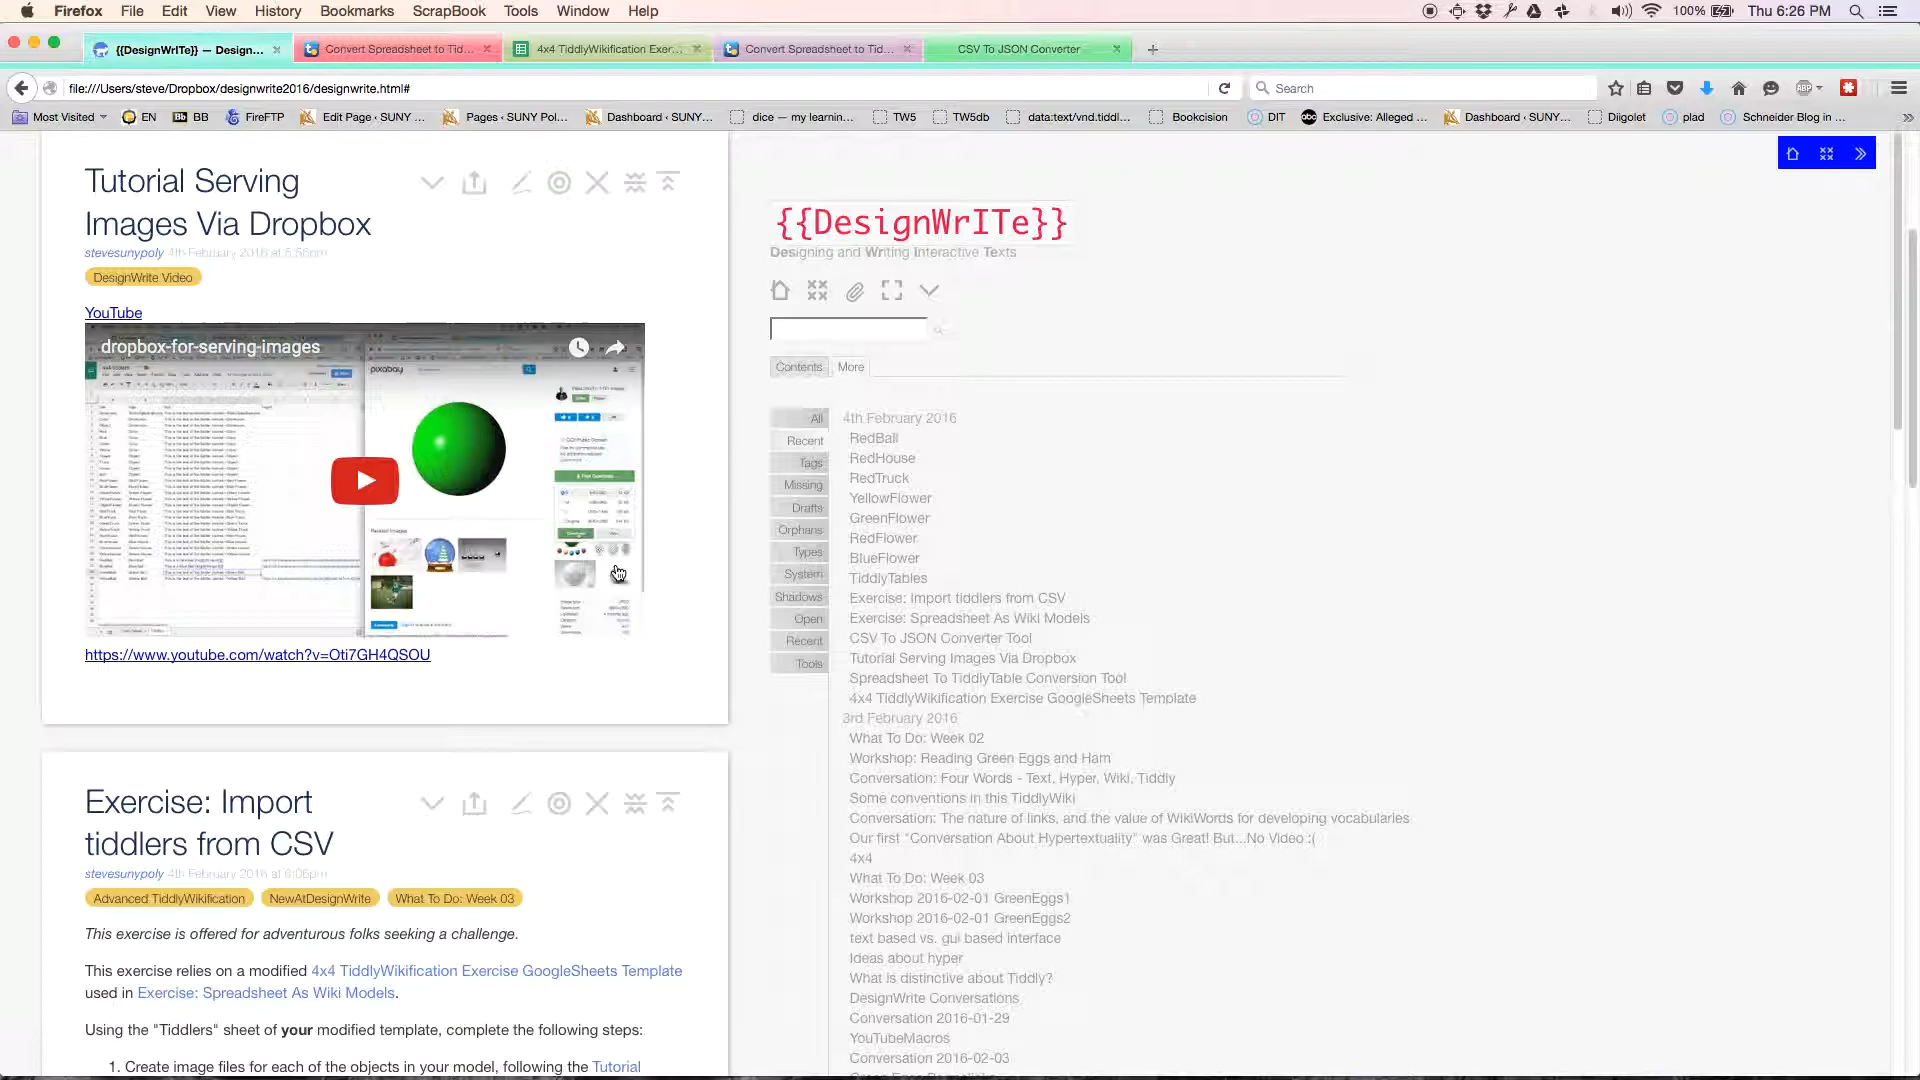 Firefox File Edit View History Bookmarks ScrapBook Tools Window Help 100% Thu 6:26 PM
{{DesignWrITe}} — Design... Convert Spreadsheet to Tid... 4x4 TiddlyWikification Exer... Convert Spreadsheet to Tid... CSV To JSON Converter
file:///Users/steve/Dropbox/designwrite2016/designwrite.html# Search
Most Visited EN BB BB FireFTP Edit Page ‹ SUNY ... Pages ‹ SUNY Pol... Dashboard ‹ SUNY... dice — my learnin... TW5 TW5db data:text/vnd.tiddl... Bookcision DIT abc Exclusive: Alleged ... Dashboard ‹ SUNY... Diigolet plad Schneider Blog in ...
Tutorial Serving
Images Via Dropbox
stevesunypoly 4th February 2016 at 5:56pm
DesignWrite Video
YouTube
dropbox-for-serving-images
pixabay
https://www.youtube.com/watch?v=Oti7GH4QSOU
Exercise: Import
tiddlers from CSV
stevesunypoly 4th February 2016 at 6:06pm
Advanced TiddlyWikification NewAtDesignWrite What To Do: Week 03
This exercise is offered for adventurous folks seeking a challenge.
This exercise relies on a modified 4x4 TiddlyWikification Exercise GoogleSheets Template
used in Exercise: Spreadsheet As Wiki Models.
Using the "Tiddlers" sheet of your modified template, complete the following steps:
1. Create image files for each of the objects in your model, following the Tutorial
{{DesignWrITe}}
Designing and Writing Interactive Texts
Contents More
All
Recent
Tags
Missing
Drafts
Orphans
Types
System
Shadows
Open
Recent
Tools
4th February 2016
RedBall
RedHouse
RedTruck
YellowFlower
GreenFlower
RedFlower
BlueFlower
TiddlyTables
Exercise: Import tiddlers from CSV
Exercise: Spreadsheet As Wiki Models
CSV To JSON Converter Tool
Tutorial Serving Images Via Dropbox
Spreadsheet To TiddlyTable Conversion Tool
4x4 TiddlyWikification Exercise GoogleSheets Template
3rd February 2016
What To Do: Week 02
Workshop: Reading Green Eggs and Ham
Conversation: Four Words - Text, Hyper, Wiki, Tiddly
Some conventions in this TiddlyWiki
Conversation: The nature of links, and the value of WikiWords for developing vocabularies
Our first "Conversation About Hypertextuality" was Great! But...No Video :(
4x4
What To Do: Week 03
Workshop 2016-02-01 GreenEggs1
Workshop 2016-02-01 GreenEggs2
text based vs. gui based interface
Ideas about hyper
What is distinctive about Tiddly?
DesignWrite Conversations
Conversation 2016-01-29
YouTubeMacros
Conversation 2016-02-03